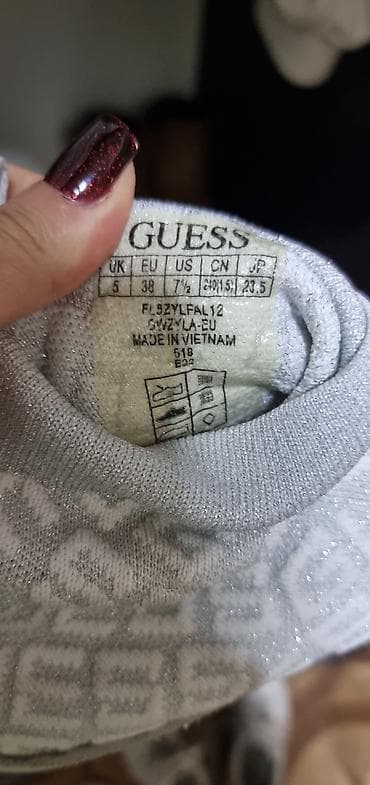 GUESS
UK EU US CN JP
5 38 7½ 240(1.5) 23.5
FL8ZYLFAL12
GWZYLA-EU
MADE IN VIETNAM
518